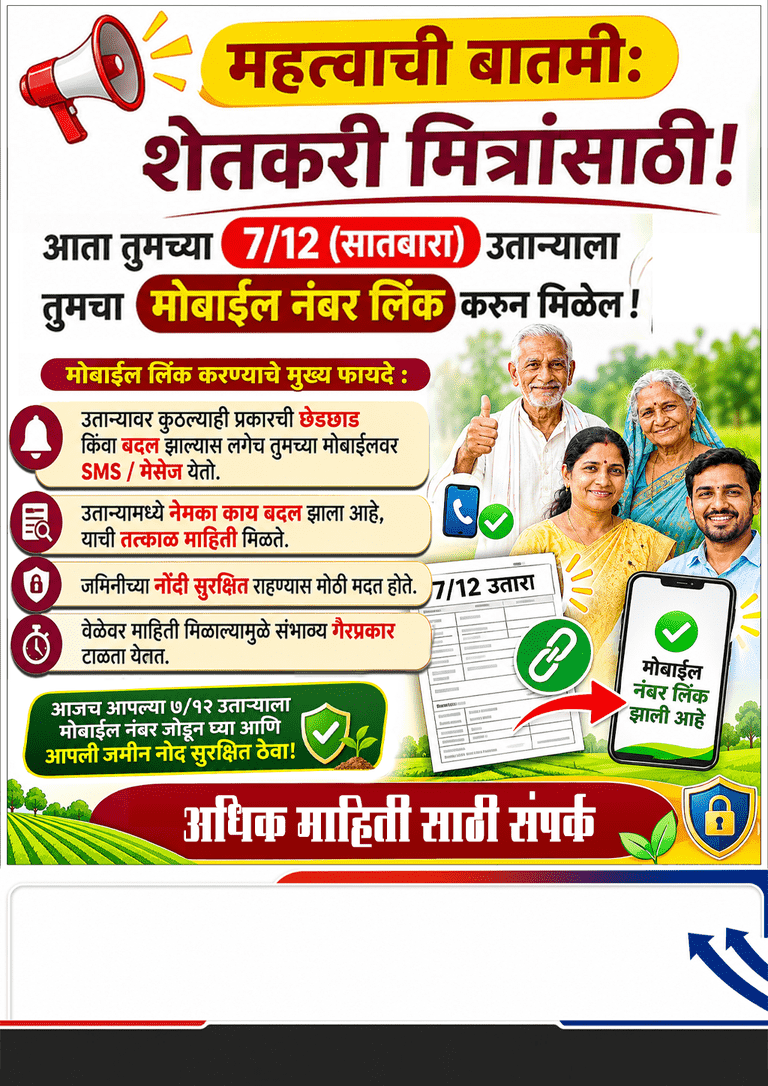 महत्वाची बातमी:
शेतकरी मित्रांसाठी!
आता तुमच्या 7/12 (सातबारा) उताऱ्याला
तुमचा मोबाईल नंबर लिंक करुन मिळेल!
मोबाईल लिंक करण्याचे मुख्य फायदे :
उताऱ्यावर कुठल्याही प्रकारची छेडछाड
किंवा बदल झाल्यास लगेच तुमच्या मोबाईलवर
SMS / मेसेज येतो.
उताऱ्यामध्ये नेमका काय बदल झाला आहे,
याची तत्काळ माहिती मिळते.
जमिनीच्या नोंदी सुरक्षित राहण्यास मोठी मदत होते.
वेळेवर माहिती मिळाल्यामुळे संभाव्य गैरप्रकार
टाळता येतत.
7/12 उतारा
मोबाईल
नंबर लिंक
झाली आहे
आजच आपल्या ७/१२ उताऱ्याला
मोबाईल नंबर जोडून घ्या आणि
आपली जमीन नोद सुरक्षित ठेवा!
अधिक माहिती साठी संपर्क